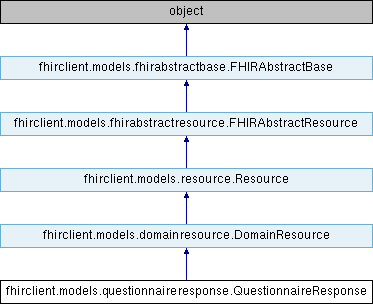 object
fhirclient.models.fhirabstractbase.FHIRAbstractBase
fhirclient.models.fhirabstractresource.FHIRAbstractResource
fhirclient.models.resource.Resource
fhirclient.models.domainresource.DomainResource
fhirclient.models.questionnaireresponse.QuestionnaireResponse